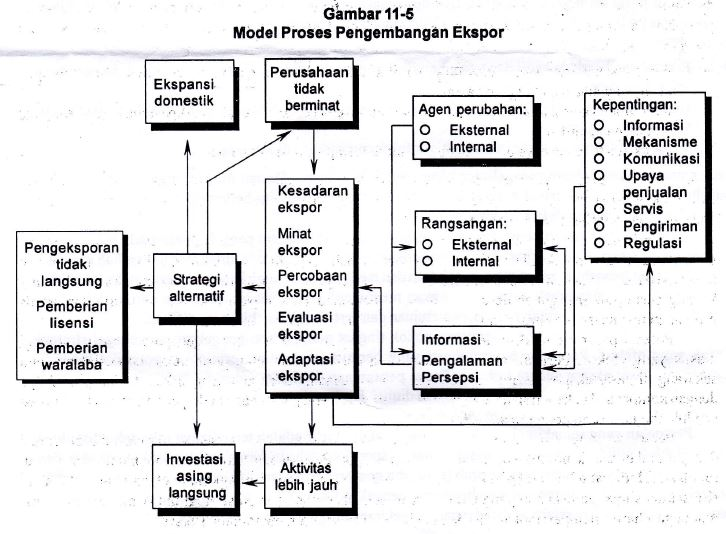 Gambar 11-5
Model Proses Pengembangan Ekspor
Ekspansi
domestik
Perusahaan
tidak
berminat
Agen perubahan:
Eksternal
Internal
Kepentingan:
Informasi
Mekanisme
Komunikasi
Upaya
penjualan
Servis
Pengiriman
Regulasi
Kesadaran
ekspor
Minat
ekspor
Percobaan
ekspor
Evaluasi
ekspor
Adaptasi
ekspor
Rangsangan:
Eksternal
Internal
Pengeksporan
tidak
langsung
Pemberian
lisensi
Pemberian
waralaba
Strategi
alternatif
Informasi
Pengalaman
Persepsi
Investasi
asing
langsung
Aktivitas
lebih jauh